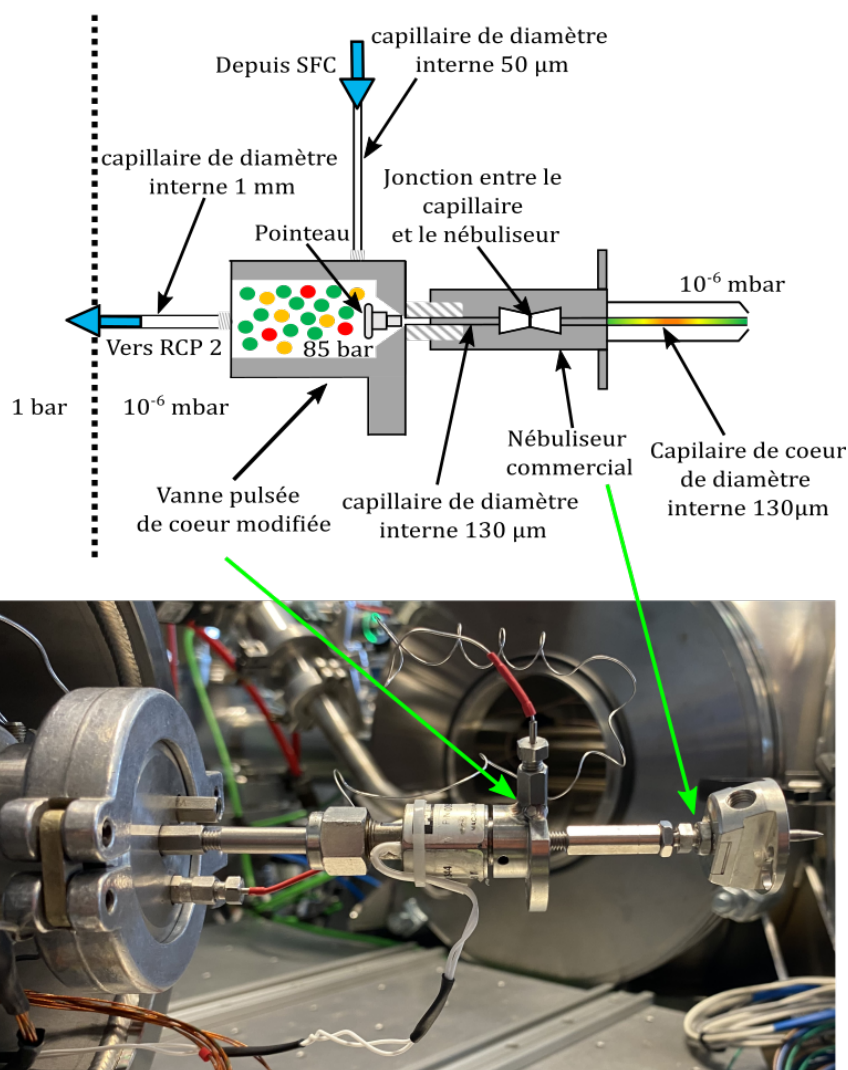 capillaire de diamètre
interne 50 μm
Depuis SFC
capillaire de diamètre
interne 1 mm
Jonction entre le
capillaire
et le nébuliseur
Pointeau
10⁻⁶ mbar
Vers RCP 2
85 bar
1 bar
10⁻⁶ mbar
Nébuliseur
commercial
Capilaire de coeur
de diamètre
interne 130μm
Vanne pulsée
de coeur modifiée
capillaire de diamètre
interne 130 μm